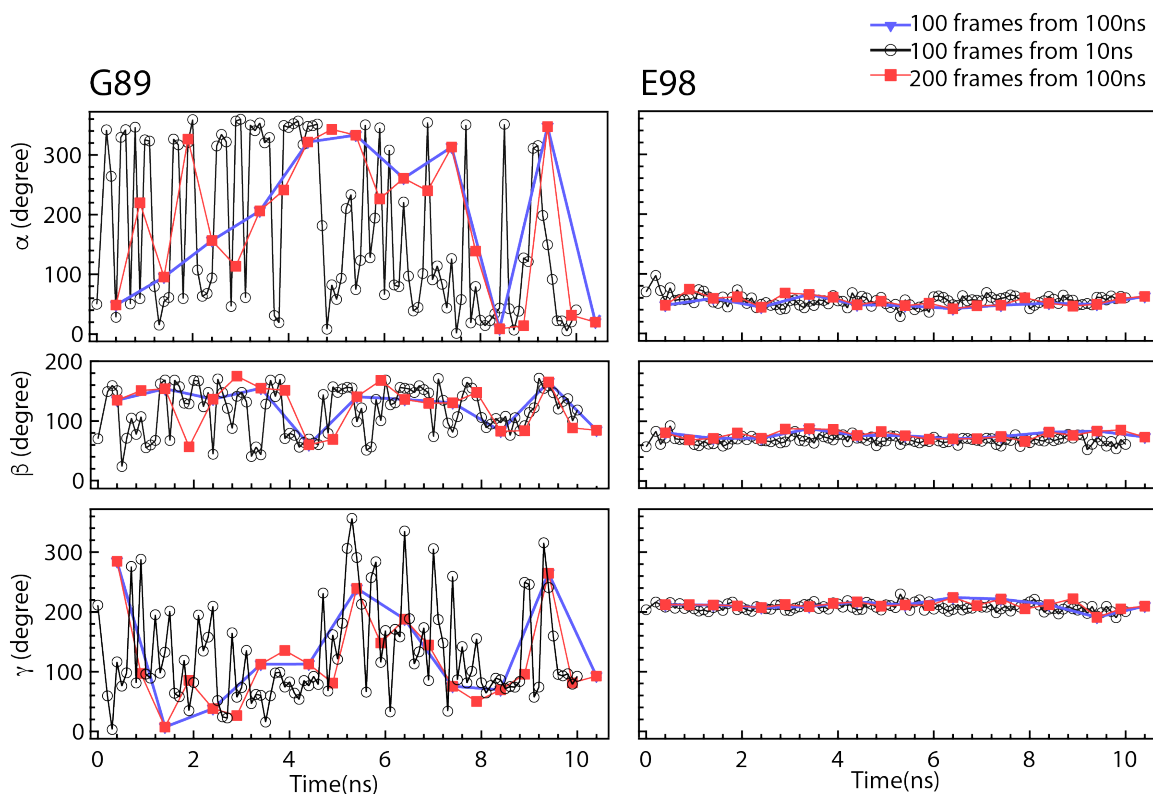 100 frames from 100ns
100 frames from 10ns
200 frames from 100ns
G89
E98
α (degree)
300
200
100
0
β (degree)
200
100
0
γ (degree)
300
200
100
0
0 2 4 6 8 10
Time(ns)
0 2 4 6 8 10
Time(ns)